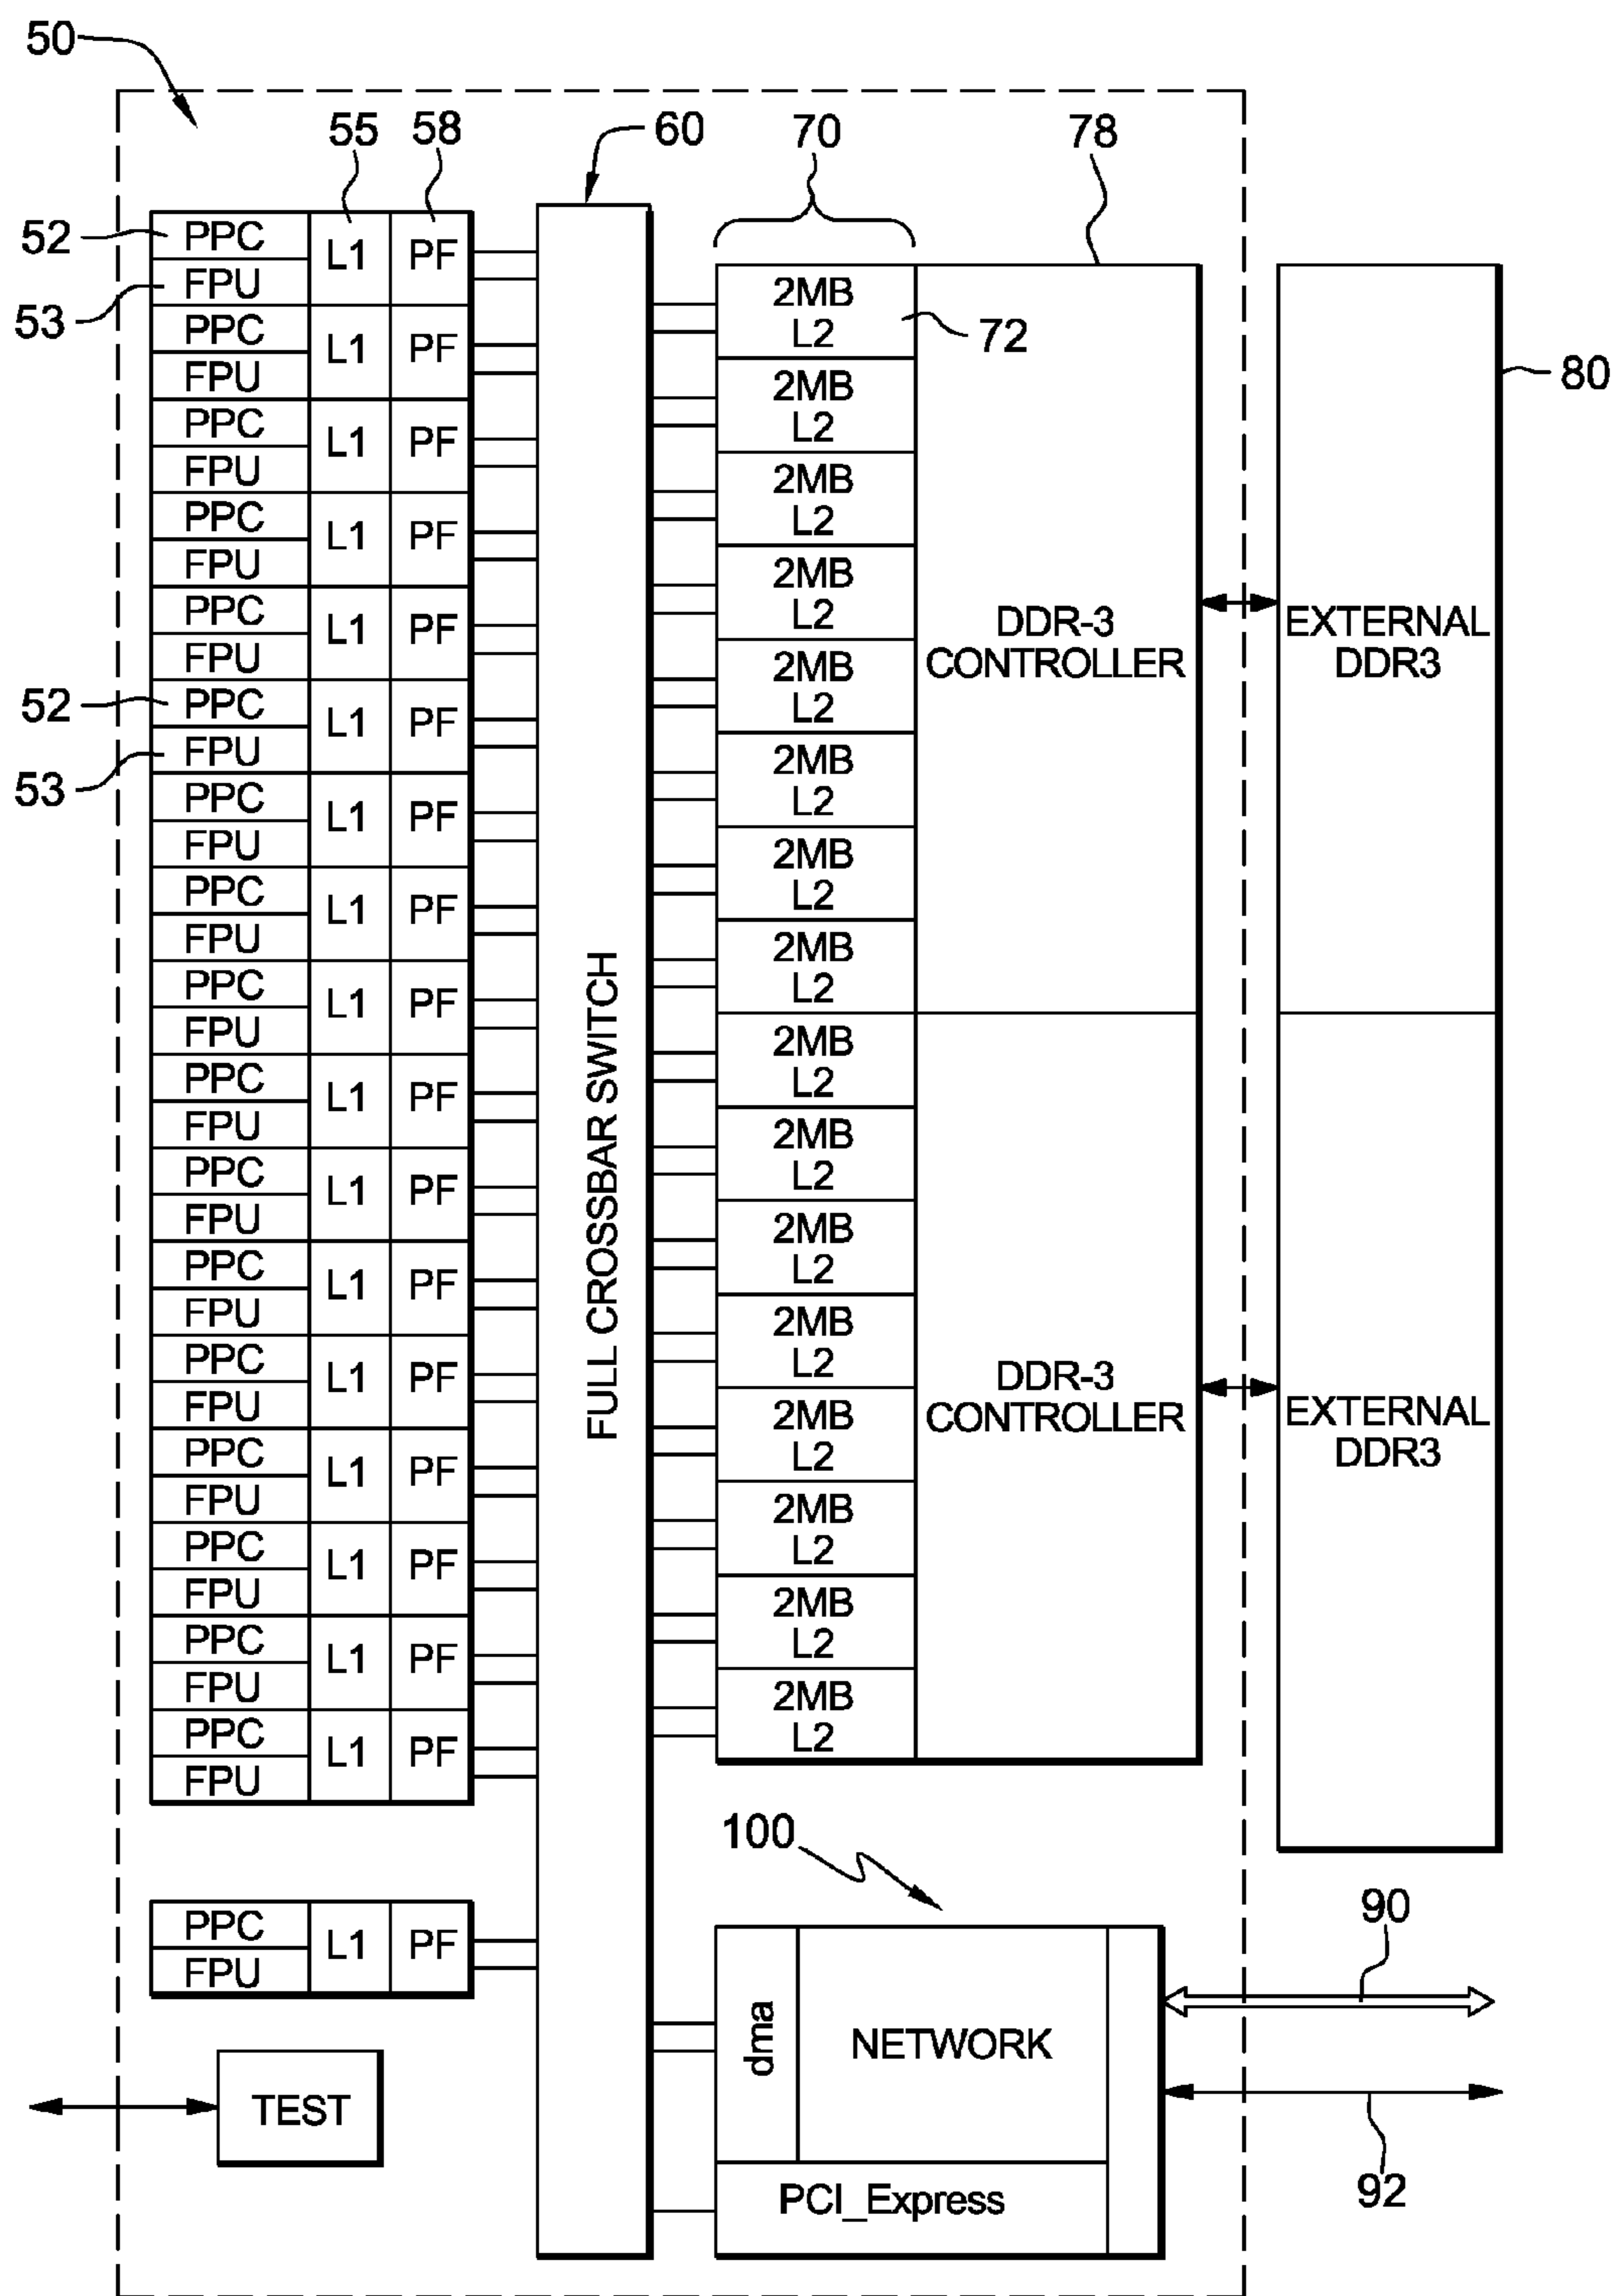 50
55 58
60
70
78
52
53
52
53
PPC
L1 PF
FPU
PPC
L1 PF
FPU
PPC
L1 PF
FPU
PPC
L1 PF
FPU
PPC
L1 PF
FPU
PPC
L1 PF
FPU
PPC
L1 PF
FPU
PPC
L1 PF
FPU
PPC
L1 PF
FPU
PPC
L1 PF
FPU
PPC
L1 PF
FPU
PPC
L1 PF
FPU
PPC
L1 PF
FPU
PPC
L1 PF
FPU
PPC
L1 PF
FPU
PPC
L1 PF
FPU
PPC
L1 PF
FPU
FULL CROSSBAR SWITCH
2MB
L2
72
2MB
L2
2MB
L2
2MB
L2
2MB
L2
2MB
L2
2MB
L2
2MB
L2
2MB
L2
2MB
L2
2MB
L2
2MB
L2
2MB
L2
2MB
L2
2MB
L2
2MB
L2
DDR-3
CONTROLLER
DDR-3
CONTROLLER
80
EXTERNAL
DDR3
EXTERNAL
DDR3
PPC
L1 PF
FPU
TEST
100
dma
NETWORK
PCI_Express
90
92